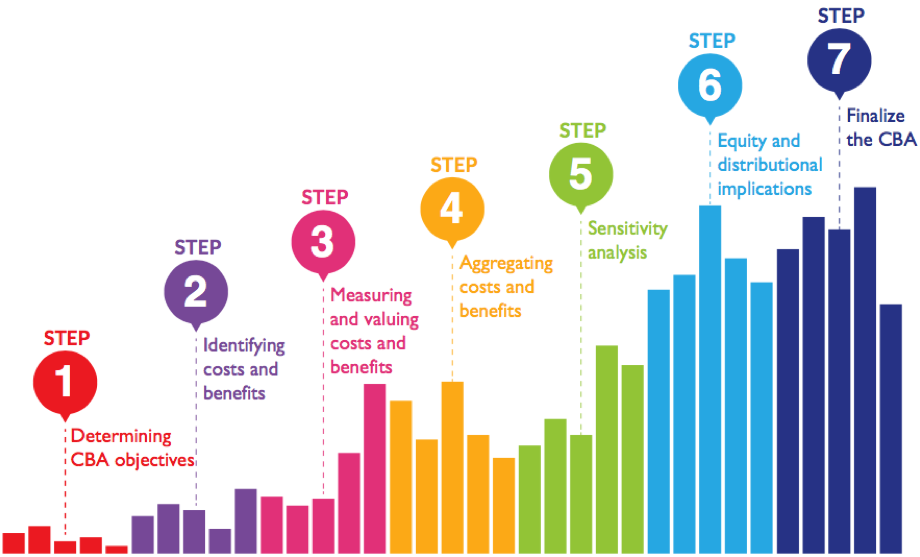 STEP
1
Determining
CBA objectives
STEP
2
Identifying
costs and
benefits
STEP
3
Measuring
and valuing
costs and
benefits
STEP
4
Aggregating
costs and
benefits
STEP
5
Sensitivity
analysis
STEP
6
Equity and
distributional
implications
STEP
7
Finalize
the CBA